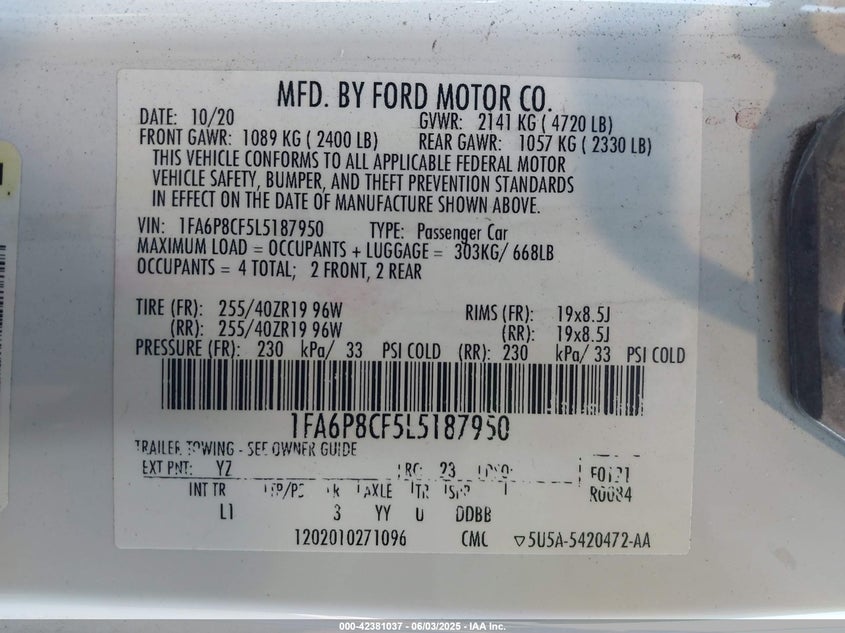 MFD. BY FORD MOTOR CO.
DATE: 10/20 GVWR: 2141 KG ( 4720 LB)
FRONT GAWR: 1089 KG ( 2400 LB) REAR GAWR: 1057 KG ( 2330 LB)
THIS VEHICLE CONFORMS TO ALL APPLICABLE FEDERAL MOTOR
VEHICLE SAFETY, BUMPER, AND THEFT PREVENTION STANDARDS
IN EFFECT ON THE DATE OF MANUFACTURE SHOWN ABOVE.
VIN: 1FA6P8CF5L5187950 TYPE: Passenger Car
MAXIMUM LOAD = OCCUPANTS + LUGGAGE = 303KG/ 668LB
OCCUPANTS = 4 TOTAL; 2 FRONT, 2 REAR
TIRE (FR): 255/40ZR19 96W RIMS (FR): 19x8.5J
(RR): 255/40ZR19 96W (RR): 19x8.5J
PRESSURE (FR): 230 kPa/ 33 PSI COLD (RR): 230 kPa/ 33 PSI COLD
1FA6P8CF5L5187950
TRAILER TOWING - SEE OWNER GUIDE
EXT PNT: YZ 23
R0084
INT TR AXLE
L1 3 YY U DDBB
1202010271096 CMC ▽5U5A-5420472-AA
000-42381037 - 06/03/2025 - IAA Inc.